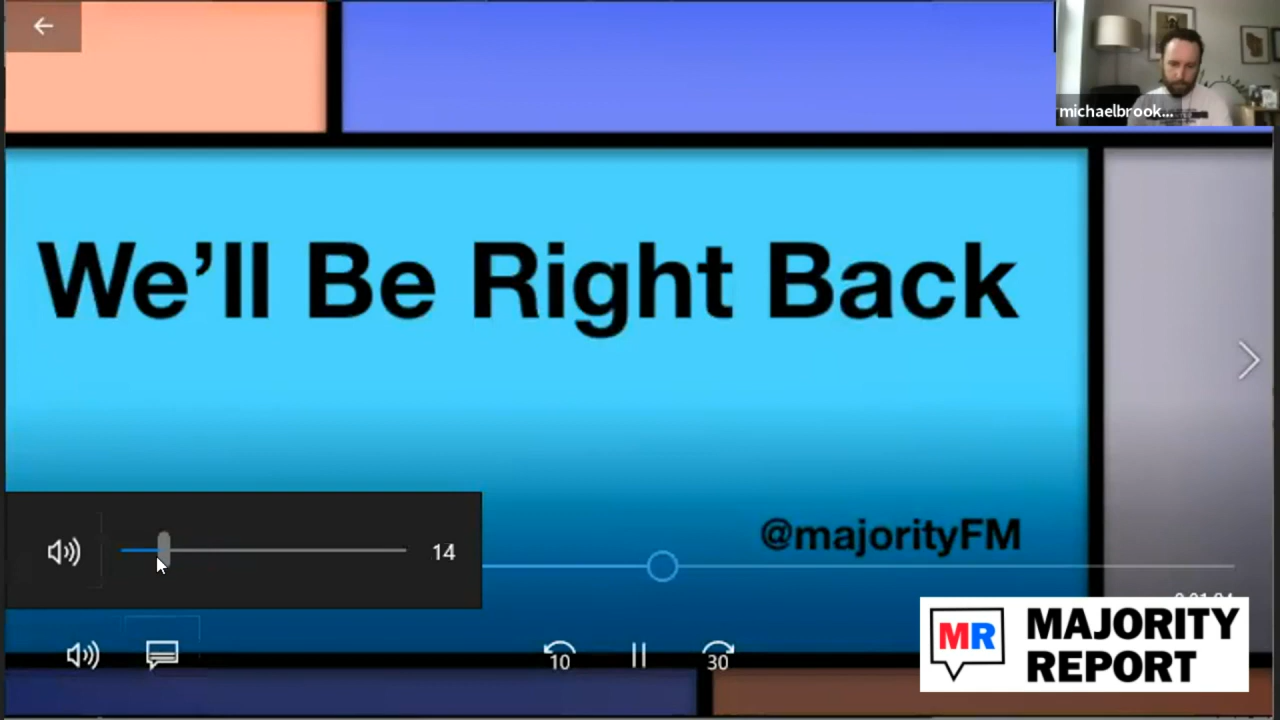 michaelbrook...
We'll Be Right Back
@majorityFM
14
10
30
MR
MAJORITY
REPORT